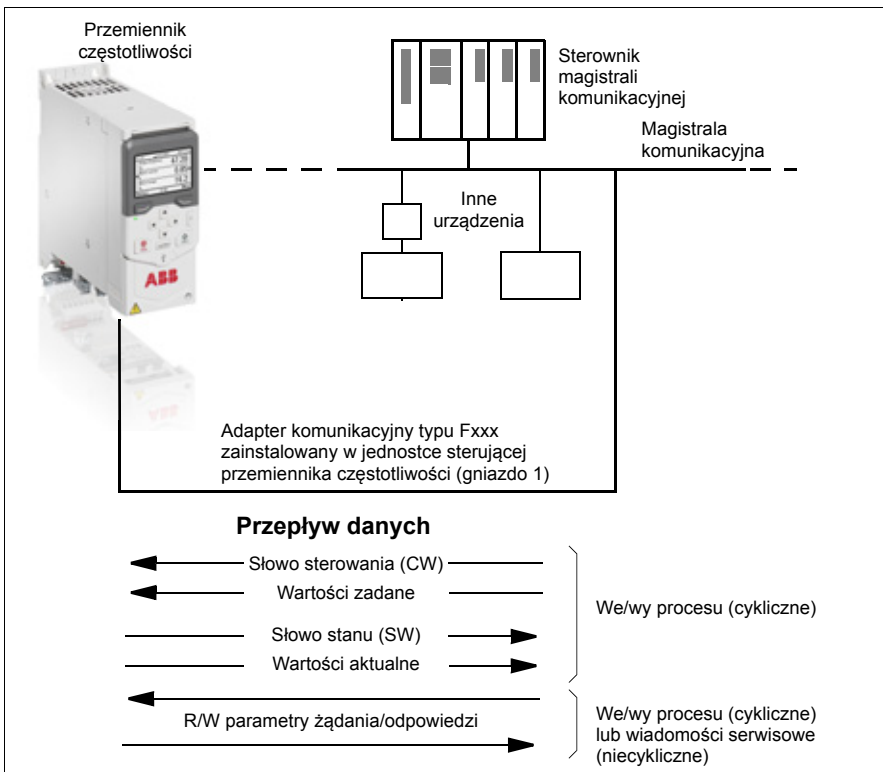 Przemiennik
częstotliwości
Sterownik
magistrali
komunikacyjnej
Magistrala
komunikacyjna
Inne
urządzenia
ABB
Adapter komunikacyjny typu Fxxx
zainstalowany w jednostce sterującej
przemiennika częstotliwości (gniazdo 1)
Przepływ danych
Słowo sterowania (CW)
Wartości zadane
We/wy procesu (cykliczne)
Słowo stanu (SW)
Wartości aktualne
R/W parametry żądania/odpowiedzi
We/wy procesu (cykliczne)
lub wiadomości serwisowe
(niecykliczne)